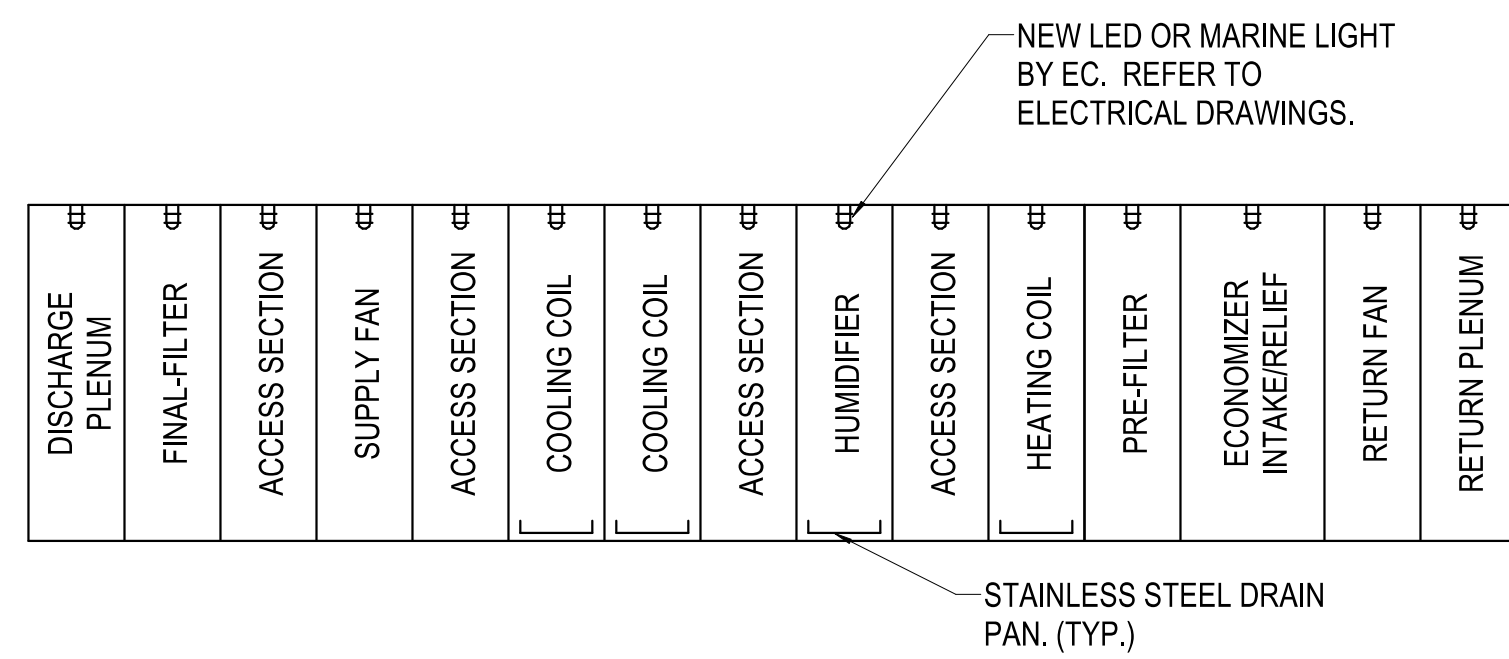 NEW LED OR MARINE LIGHT
BY EC.  REFER TO
ELECTRICAL DRAWINGS.
DISCHARGE
PLENUM
FINAL-FILTER
ACCESS SECTION
SUPPLY FAN
ACCESS SECTION
COOLING COIL
COOLING COIL
ACCESS SECTION
HUMIDIFIER
ACCESS SECTION
HEATING COIL
PRE-FILTER
ECONOMIZER
INTAKE/RELIEF
RETURN FAN
RETURN PLENUM
STAINLESS STEEL DRAIN
PAN. (TYP.)